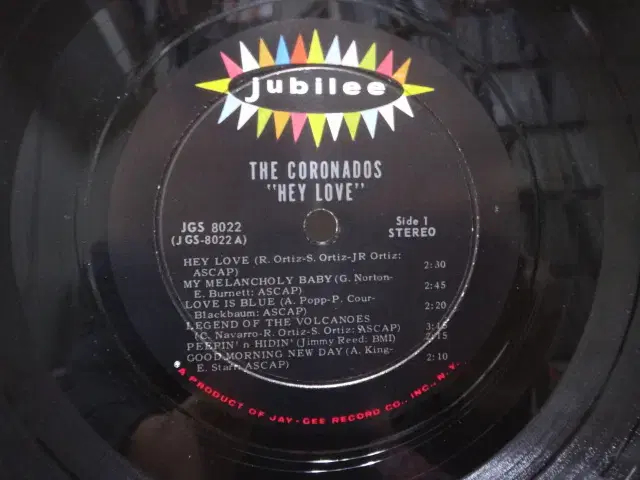 Jubilee
THE CORONADOS
"HEY LOVE"
JGS 8022
(JGS-8022A)
Side 1
STEREO
HEY LOVE (R. Ortiz-S. Ortiz-JR Ortiz:
ASCAP) 2:30
MY MELANCHOLY BABY (G. Norton-
E. Burnett: ASCAP) 2:45
LOVE IS BLUE (A. Popp-P. Cour-
Blackbaum: ASCAP) 2:20
LEGEND OF THE VOLCANOES
(C. Navarro-R. Ortiz-S. Ortiz: ASCAP) 3:15
PEEPIN' n HIDIN' (Jimmy Reed: BMI) 2:15
GOOD MORNING NEW DAY (A. King-
E. Starr: ASCAP) 2:10
A PRODUCT OF JAY-GEE RECORD CO., INC., N.Y.